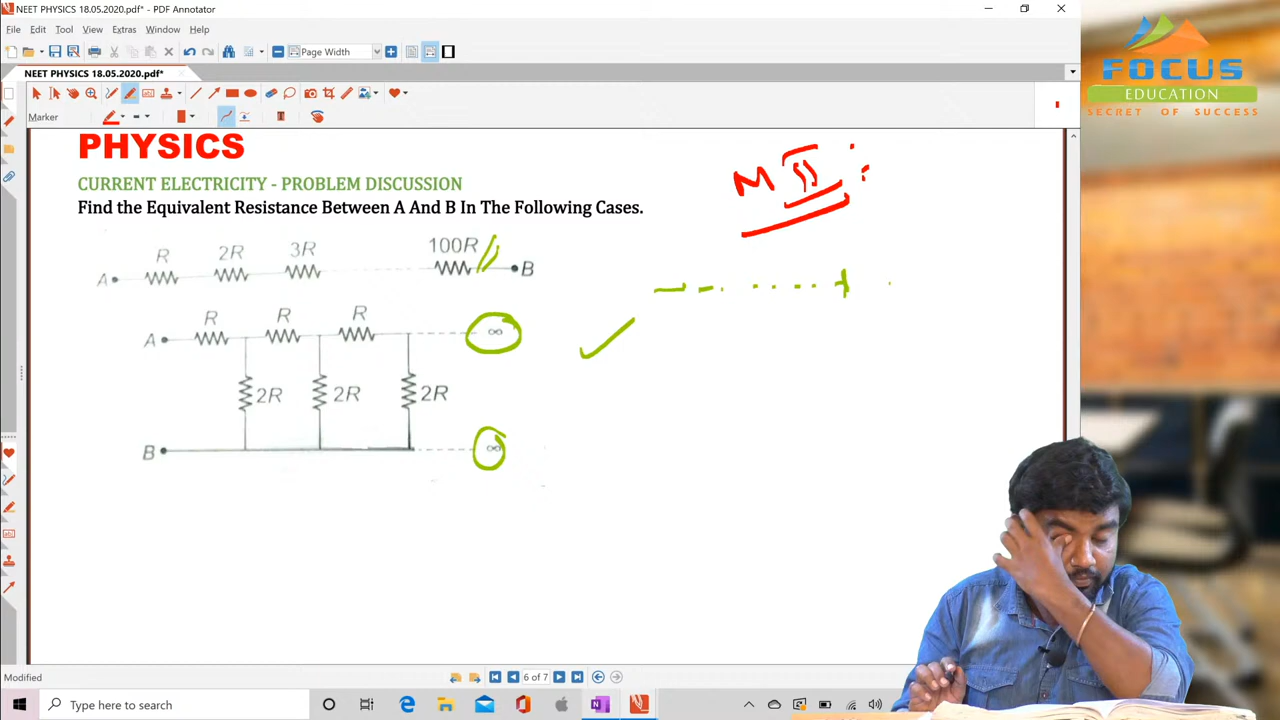 NEET PHYSICS 18.05.2020.pdf* - PDF Annotator
File Edit Tool View Extras Window Help
Page Width
NEET PHYSICS 18.05.2020.pdf*
Marker
FOCUS
EDUCATION
SECRET OF SUCCESS
PHYSICS
CURRENT ELECTRICITY - PROBLEM DISCUSSION
Find the Equivalent Resistance Between A And B In The Following Cases.
M II :
R 2R 3R 100R
A B
R R R ∞
A
2R 2R 2R
B ∞
Modified
6 of 7
Type here to search